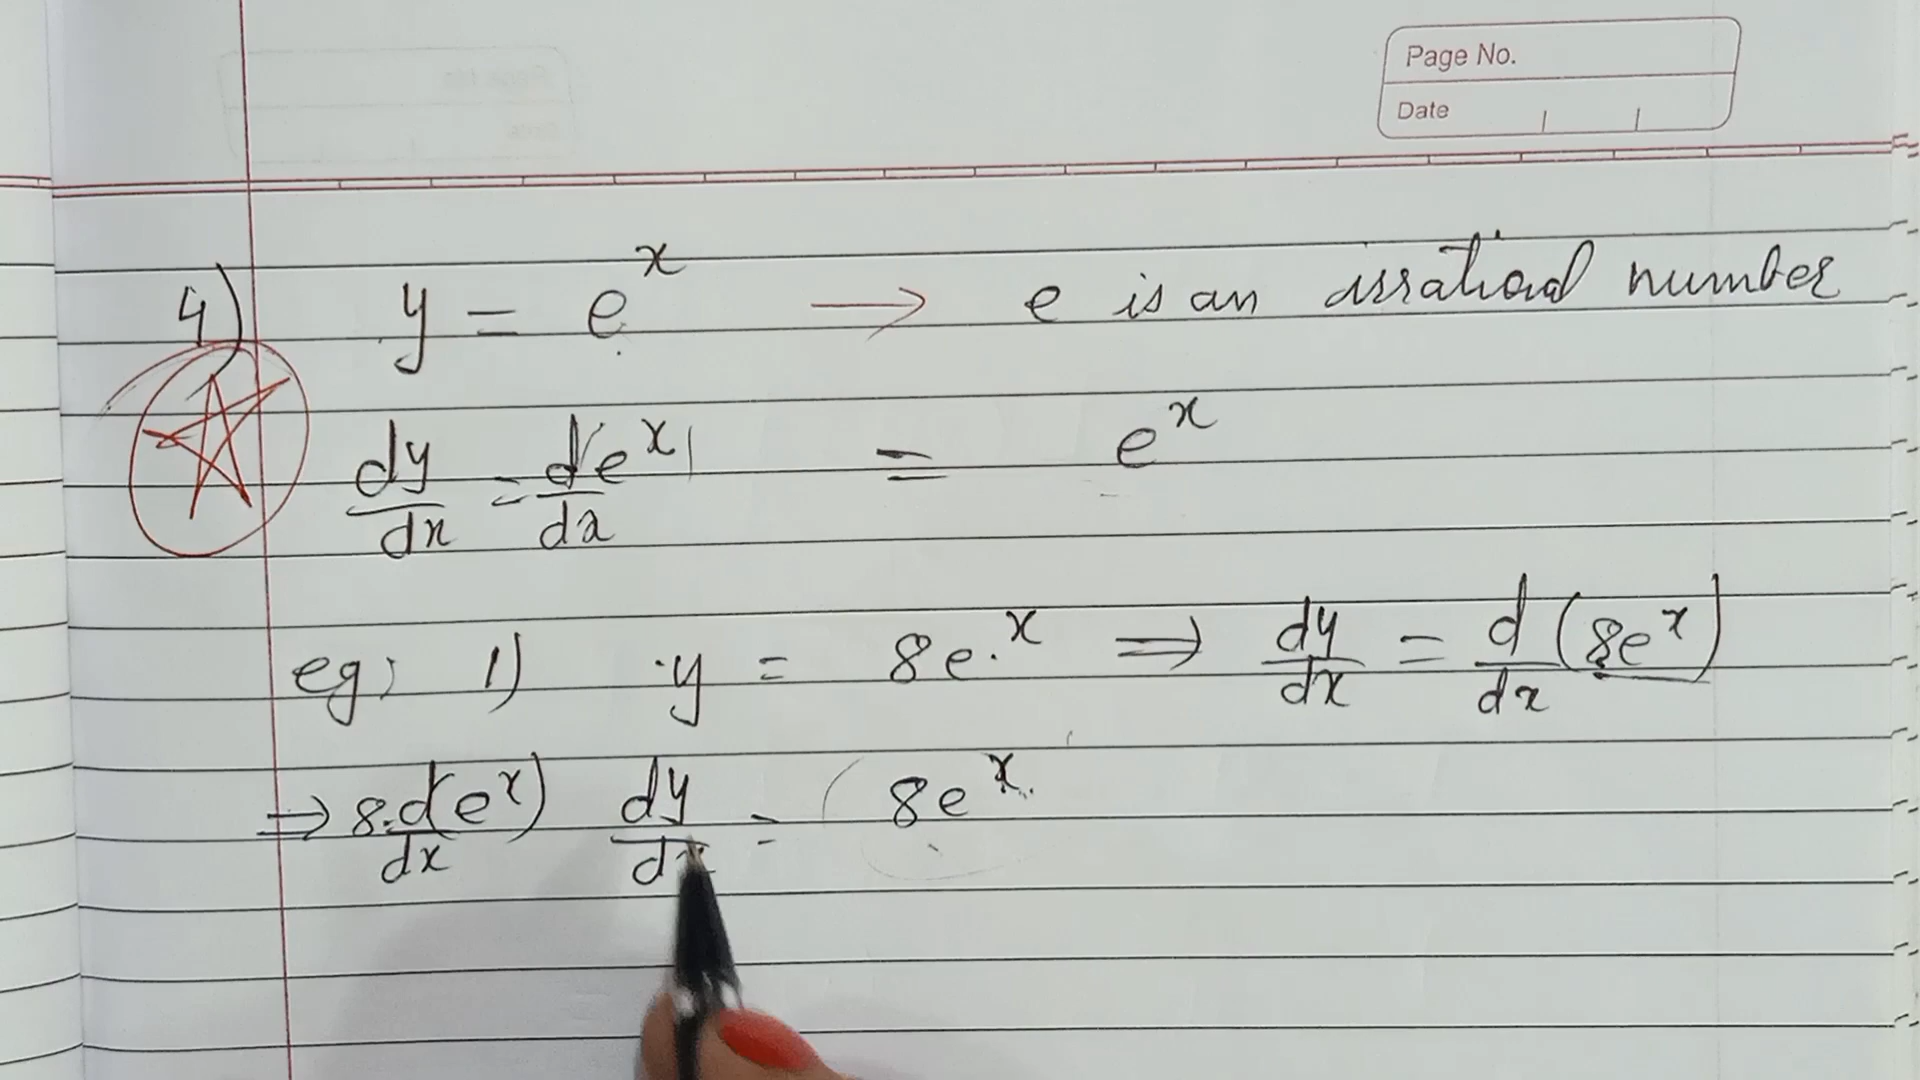 Page No.
Date
4) y = e^x → e is an irrational number
dy/dx = d/dx e^x = e^x
eg: 1) y = 8e^x ⇒ dy/dx = d/dx (8e^x)
⇒ 8.d/dx(e^x) dy/dx = 8e^x